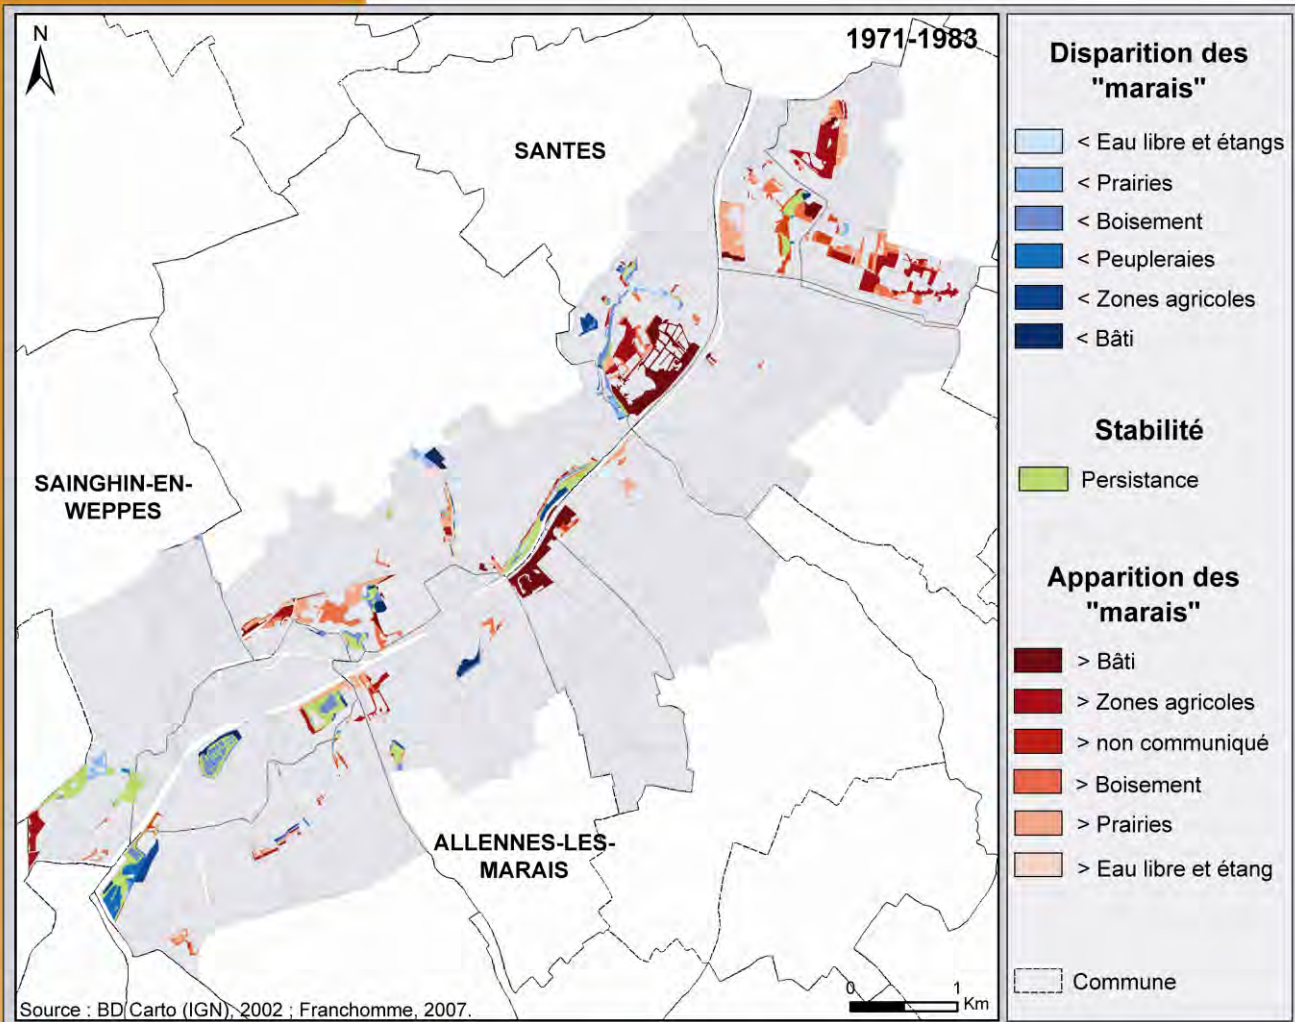 N
1971-1983
SANTES
SAINGHIN-EN-
WEPPES
ALLENNES-LES-
MARAIS
0 1
Km
Source : BD Carto (IGN), 2002 ; Franchomme, 2007.
Disparition des
"marais"
< Eau libre et étangs
< Prairies
< Boisement
< Peupleraies
< Zones agricoles
< Bâti
Stabilité
Persistance
Apparition des
"marais"
> Bâti
> Zones agricoles
> non communiqué
> Boisement
> Prairies
> Eau libre et étang
Commune